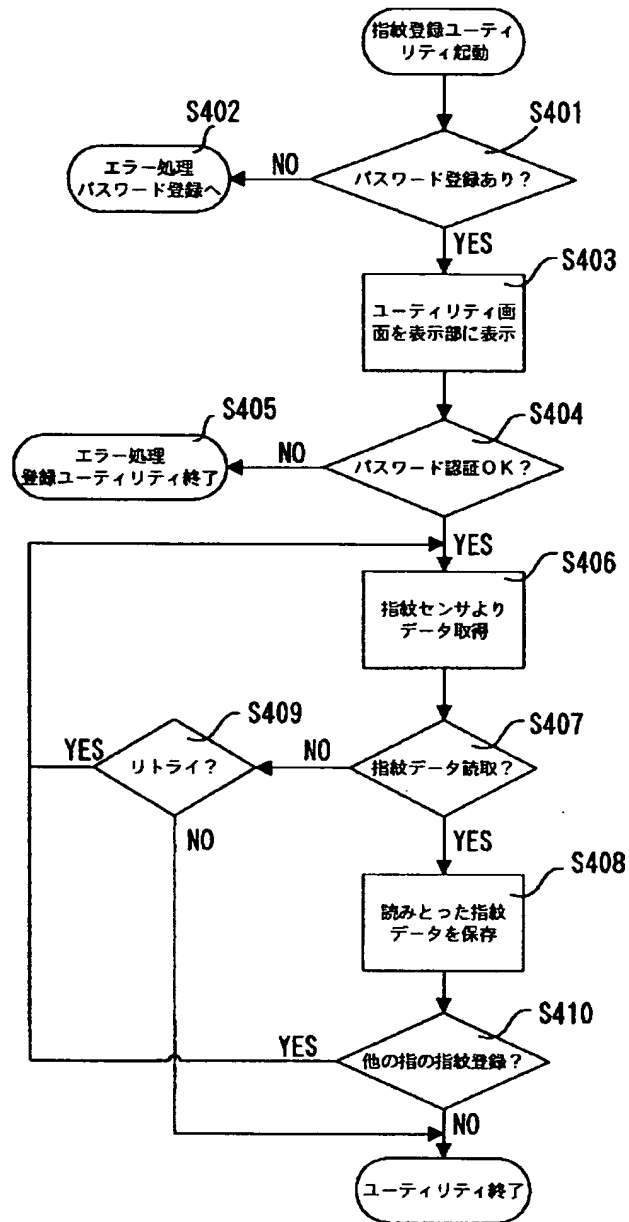 指紋登録ユーティ
リティ起動
S402
S401
エラー処理
パスワード登録へ
NO
パスワード登録あり？
YES
S403
ユーティリティ画
面を表示部に表示
S405
S404
エラー処理
登録ユーティリティ終了
NO
パスワード認証OK？
YES
S406
指紋センサより
データ取得
S409
S407
YES
リトライ？
NO
指紋データ読取？
NO
YES
S408
読みとった指紋
データを保存
S410
YES
他の指の指紋登録？
NO
ユーティリティ終了